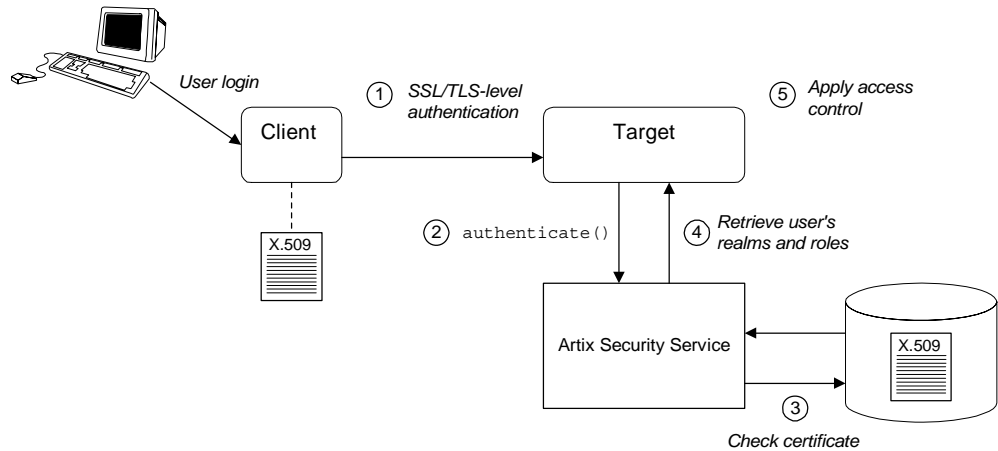 User login
1 SSL/TLS-level
authentication
5 Apply access
control
Client
Target
X.509
2 authenticate()
4 Retrieve user's
realms and roles
Artix Security Service
X.509
3
Check certificate